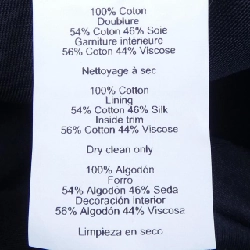 100% Coton
Doublure
54% Coton 46% Soie
Garniture interieure
56% Coton 44% Viscose
Nettoyage à sec
100% Cotton
Lining
54% Cotton 46% Silk
Inside trim
56% Cotton 44% Viscose
Dry clean only
100% Algodón
Forro
54% Algodón 46% Seda
Decoración Interior
56% Algodón 44% Viscosa
Limpieza en seco